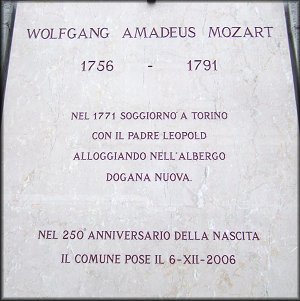 WOLFGANG AMADEUS MOZART
1756 - 1791
NEL 1771 SOGGIORNO' A TORINO
CON IL PADRE LEOPOLD
ALLOGGIANDO NELL'ALBERGO
DOGANA NUOVA.
NEL 250° ANNIVERSARIO DELLA NASCITA
IL COMUNE POSE IL 6-XII-2006